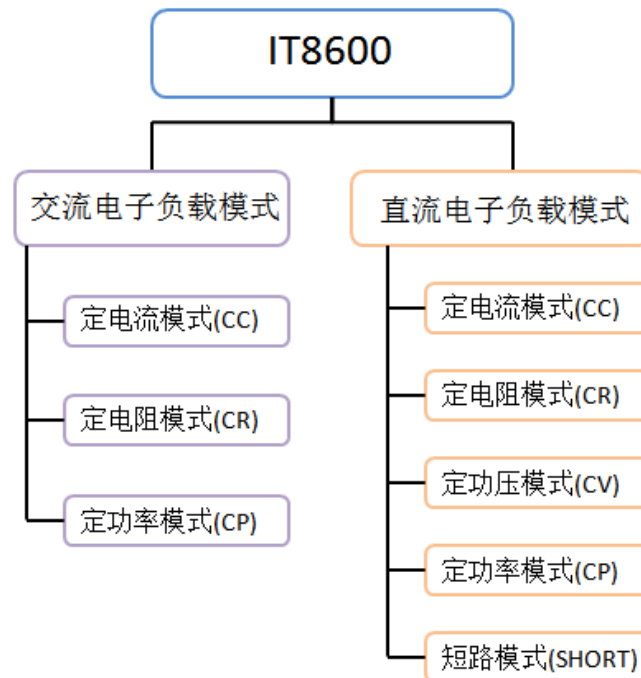 IT8600
交流电子负载模式
定电流模式(CC)
定电阻模式(CR)
定功率模式(CP)
直流电子负载模式
定电流模式(CC)
定电阻模式(CR)
定功压模式(CV)
定功率模式(CP)
短路模式(SHORT)